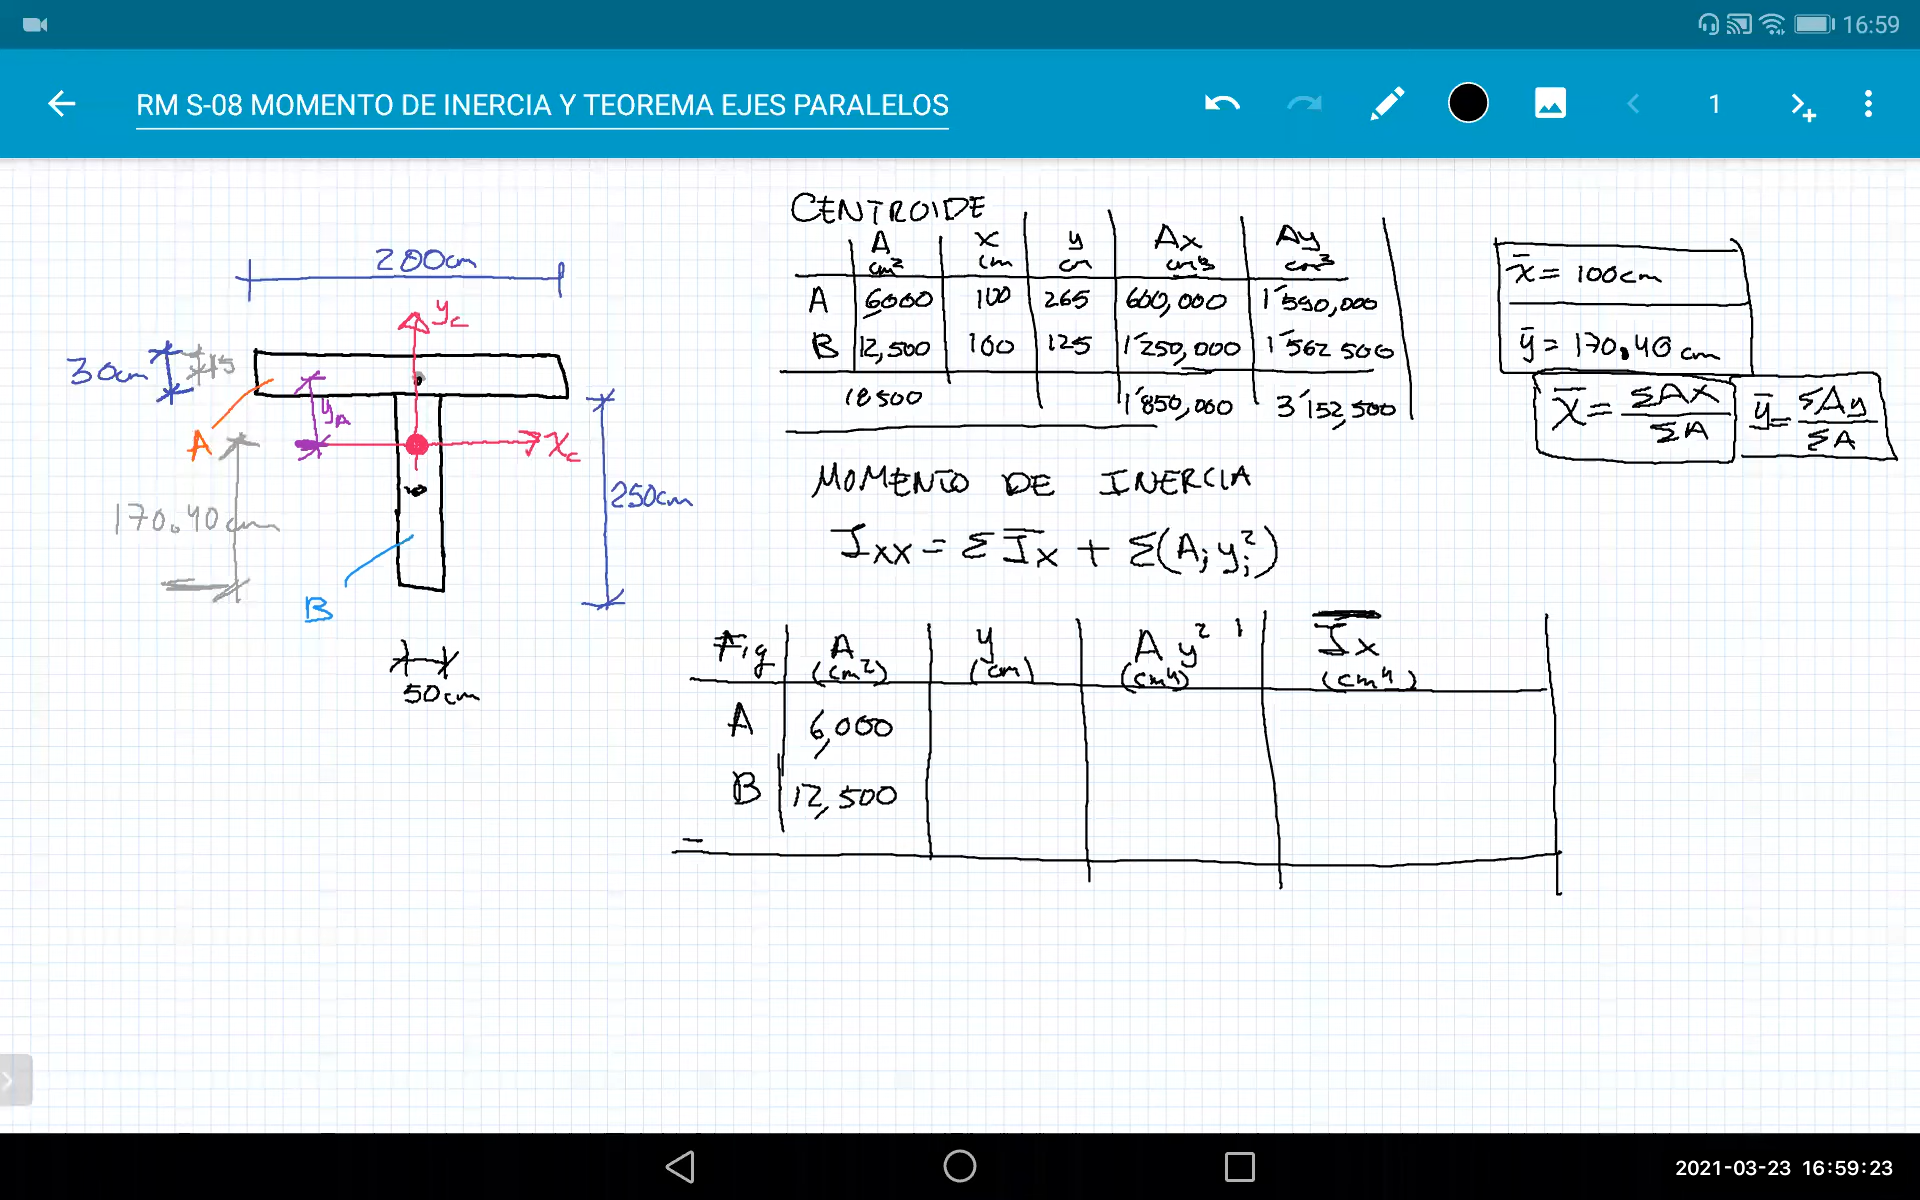 16:59
RM S-08 MOMENTO DE INERCIA Y TEOREMA EJES PARALELOS
1
200cm
yc
30cm
15
yA
A
xc
170.40cm
250cm
B
50cm
CENTROIDE
A cm² x cm y cm Ax cm³ Ay cm³
A 6000 100 265 600,000 1´590,000
B 12,500 100 125 1´250,000 1´562 500
18500 1´850,000 3´152,500
x̄ = 100cm
ȳ = 170.40 cm
x̄ = ΣAx / ΣA
ȳ = ΣAy / ΣA
MOMENTO DE INERCIA
Ixx = Σ Īx + Σ(Ai yi²)
Fig A (cm²) y (cm) A y² (cm⁴) Īx (cm⁴)
A 6,000
B 12,500
2021-03-23 16:59:23